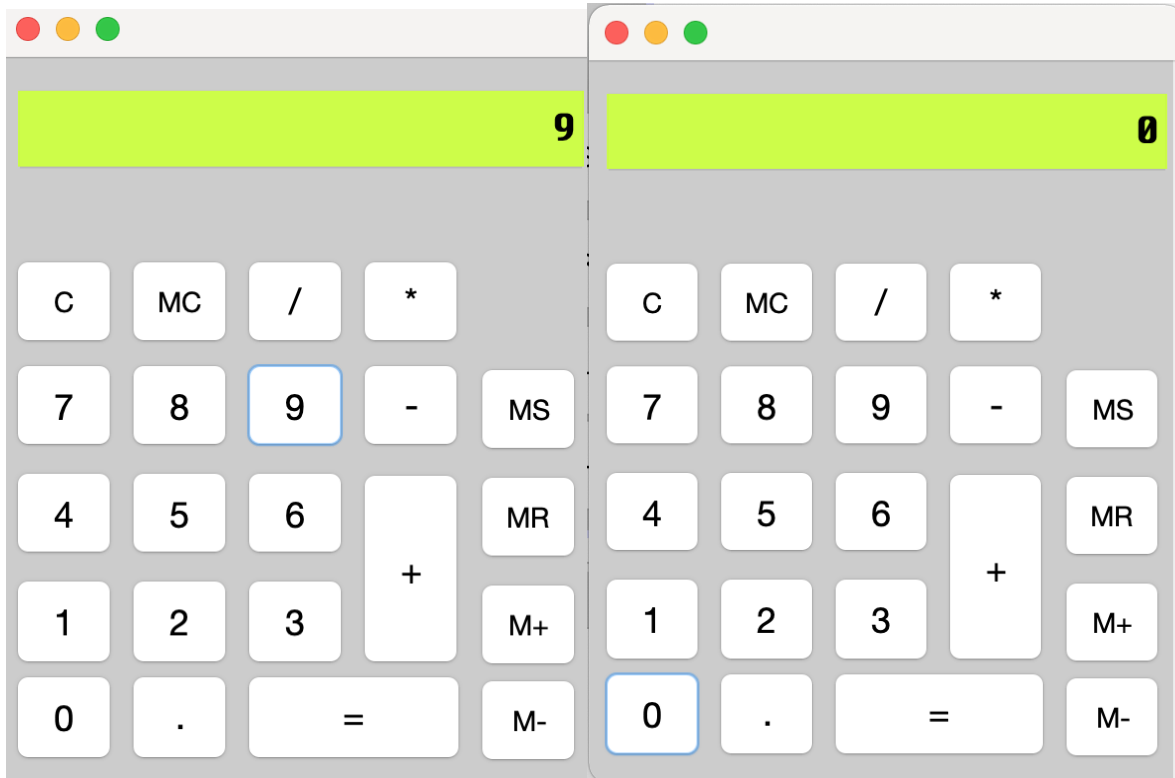 9
C MC / *
7 8 9 - MS
4 5 6 MR
+
1 2 3 M+
0 . = M-
0
C MC / *
7 8 9 - MS
4 5 6 MR
+
1 2 3 M+
0 . = M-